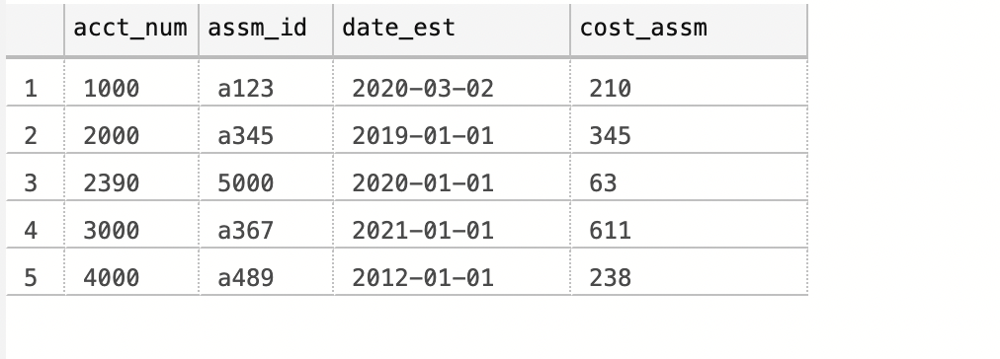 acct_num assm_id date_est cost_assm
1 1000 a123 2020-03-02 210
2 2000 a345 2019-01-01 345
3 2390 5000 2020-01-01 63
4 3000 a367 2021-01-01 611
5 4000 a489 2012-01-01 238